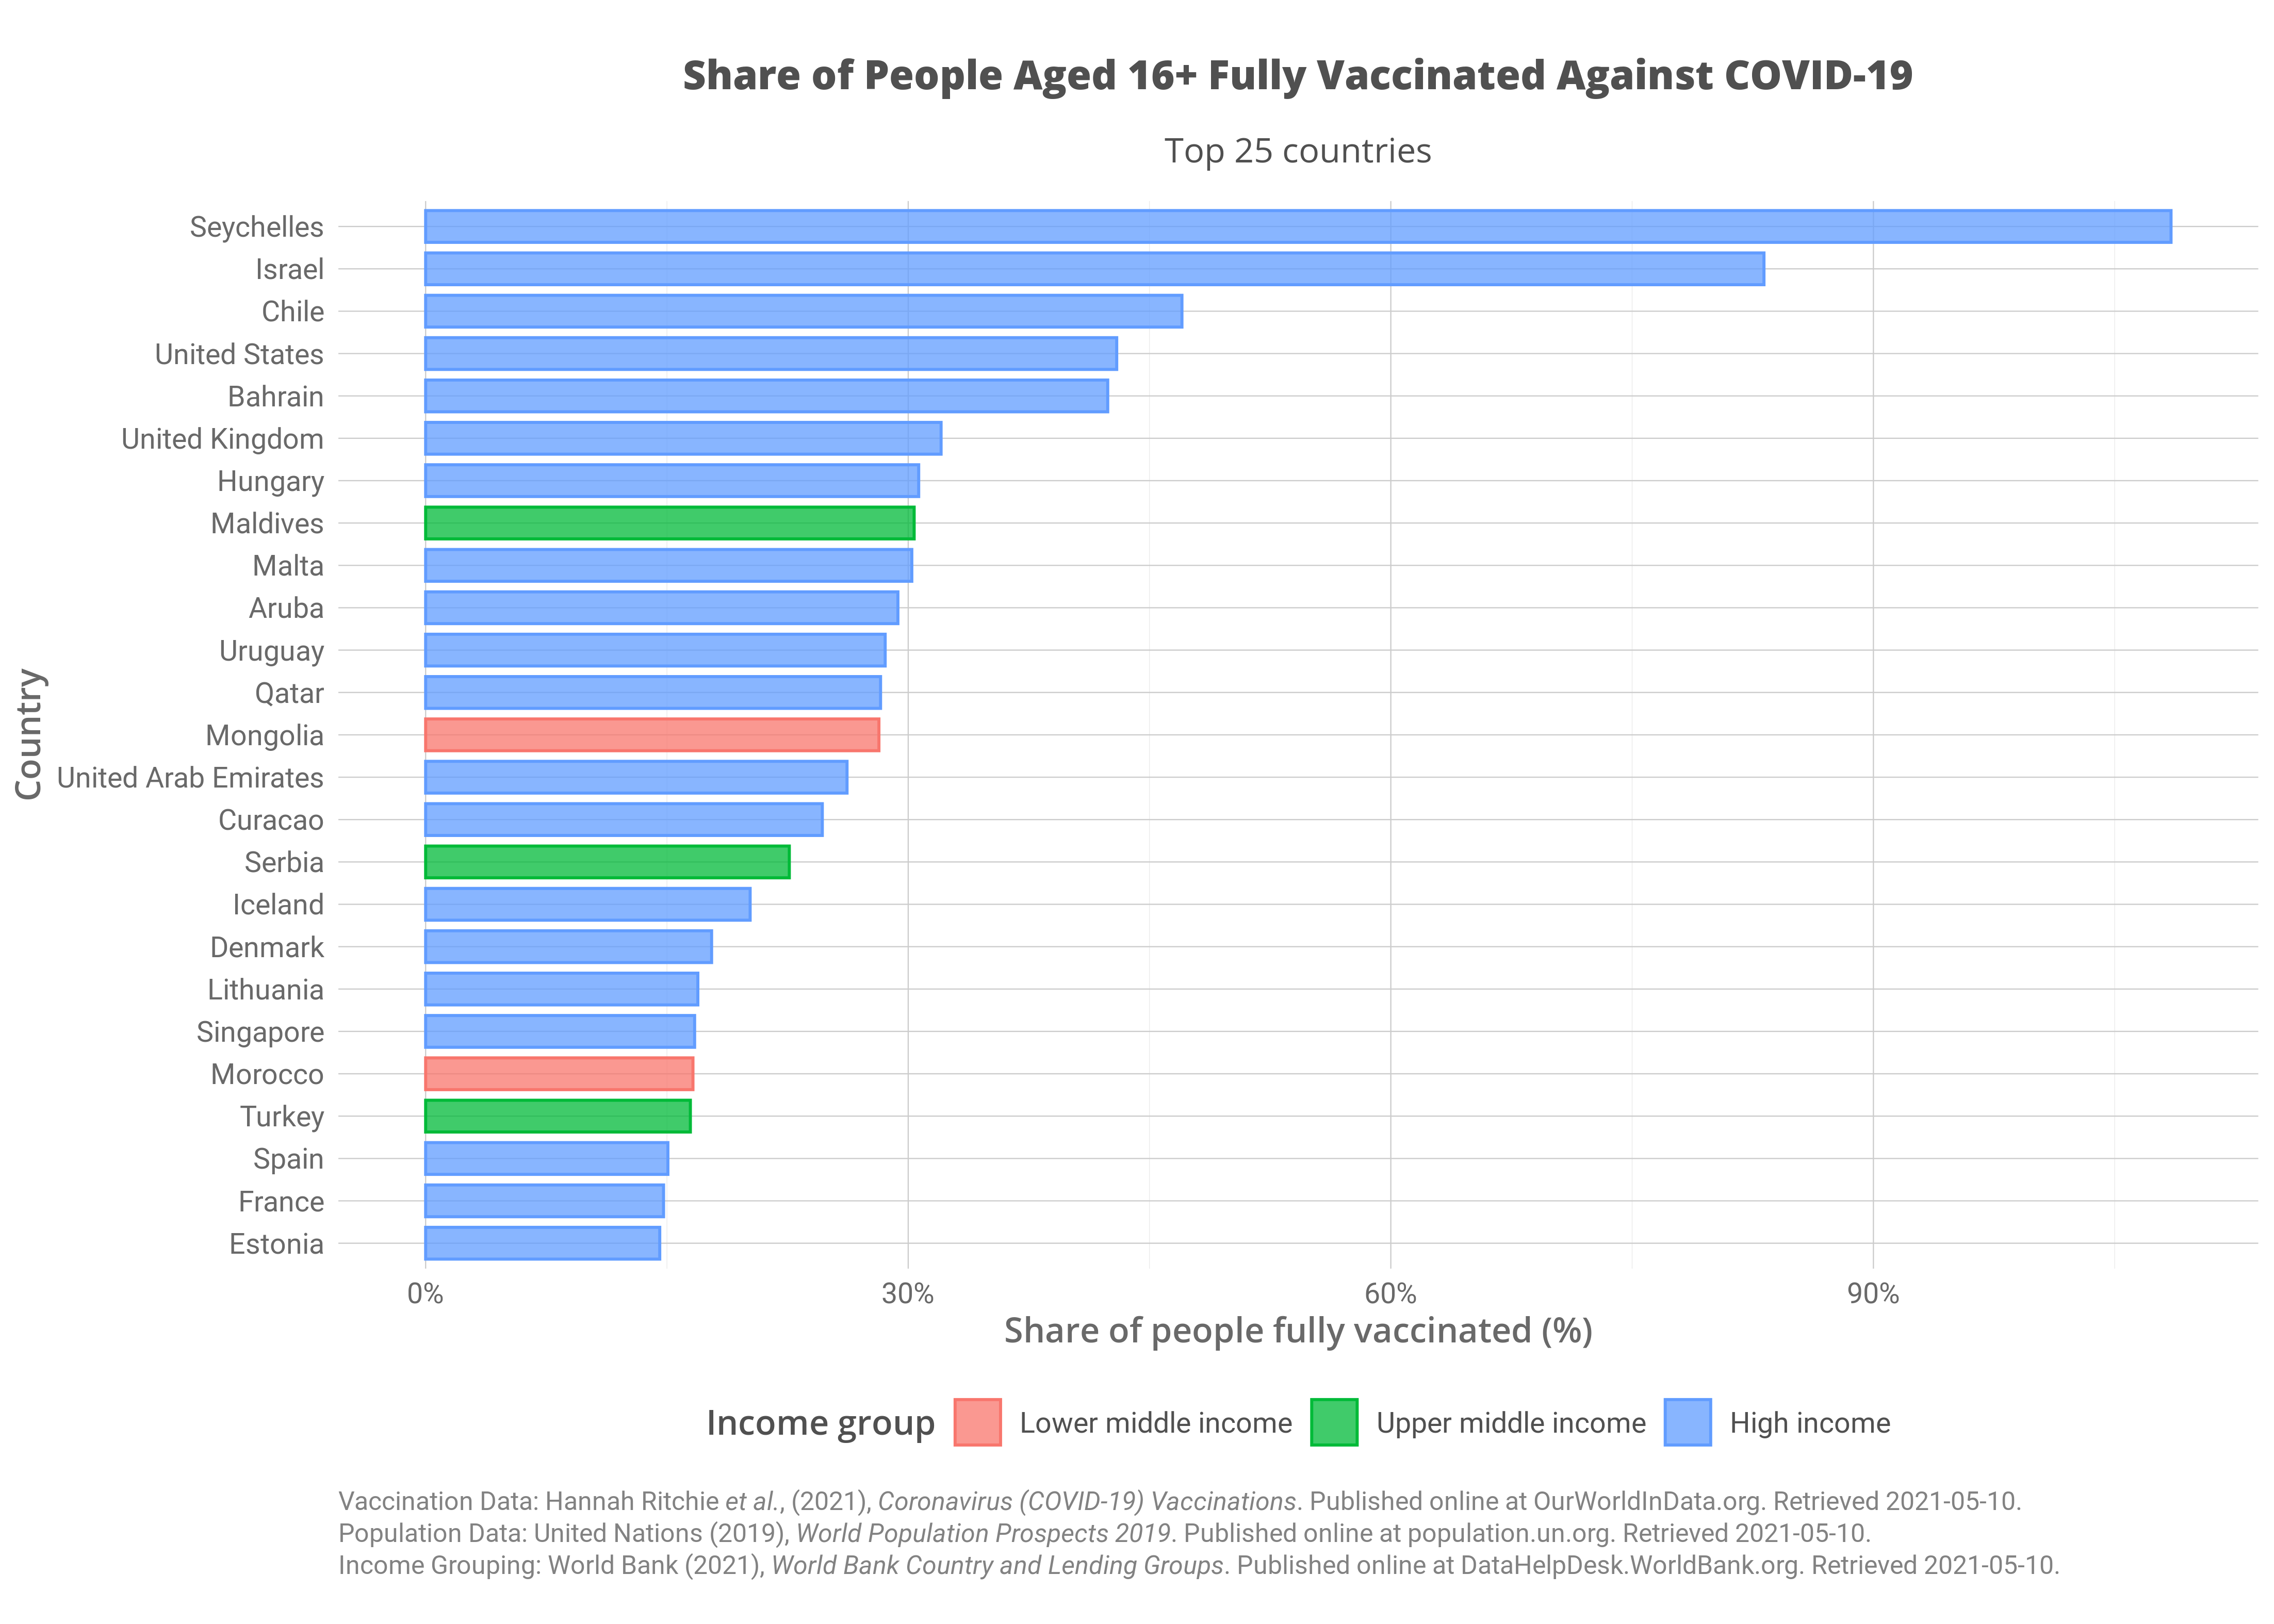 Share of People Aged 16+ Fully Vaccinated Against COVID-19
Top 25 countries
Country
Seychelles
Israel
Chile
United States
Bahrain
United Kingdom
Hungary
Maldives
Malta
Aruba
Uruguay
Qatar
Mongolia
United Arab Emirates
Curacao
Serbia
Iceland
Denmark
Lithuania
Singapore
Morocco
Turkey
Spain
France
Estonia
0% 30% 60% 90%
Share of people fully vaccinated (%)
Income group Lower middle income Upper middle income High income
Vaccination Data: Hannah Ritchie et al., (2021), Coronavirus (COVID-19) Vaccinations. Published online at OurWorldInData.org. Retrieved 2021-05-10.
Population Data: United Nations (2019), World Population Prospects 2019. Published online at population.un.org. Retrieved 2021-05-10.
Income Grouping: World Bank (2021), World Bank Country and Lending Groups. Published online at DataHelpDesk.WorldBank.org. Retrieved 2021-05-10.